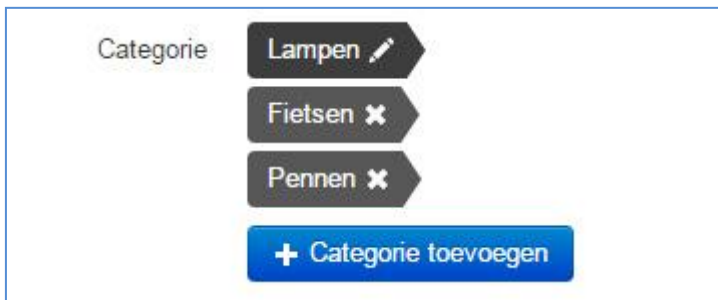 Categorie Lampen
Fietsen
Pennen
Categorie toevoegen